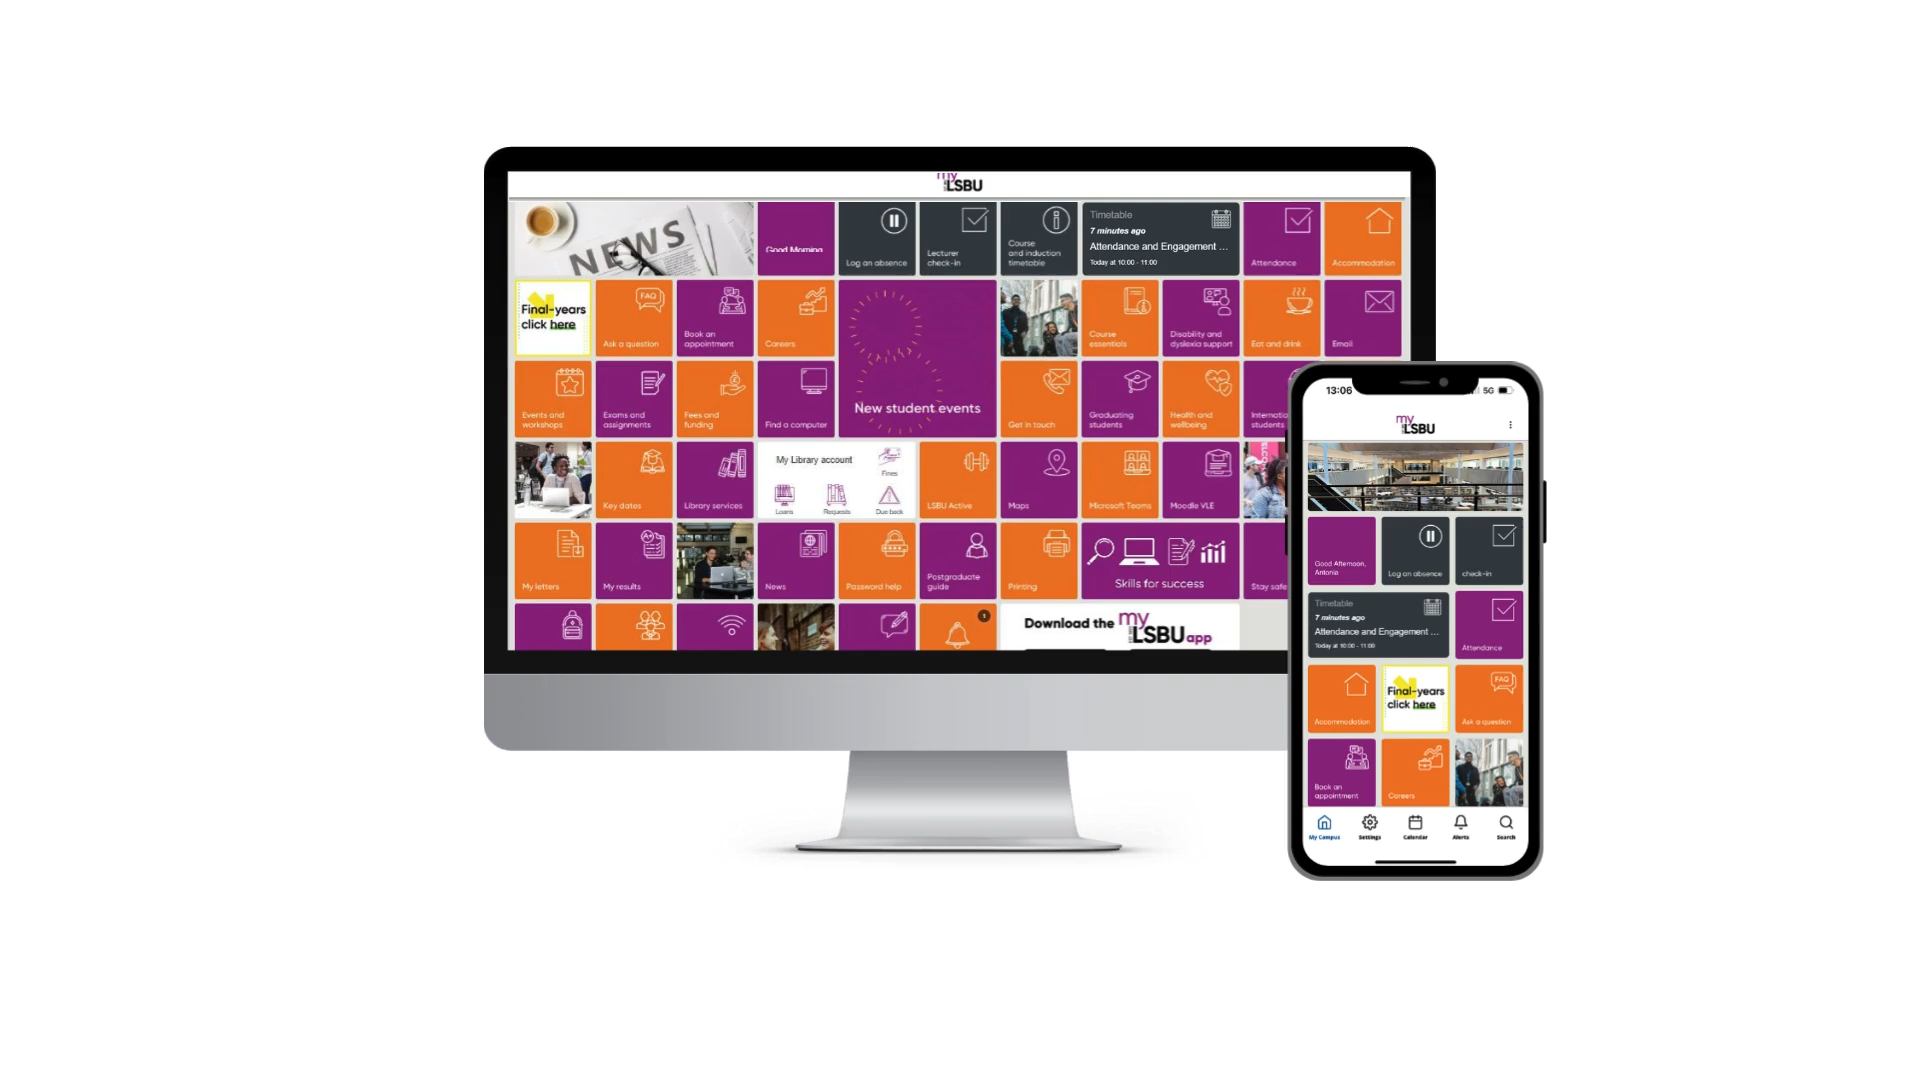 my
LSBU
NEWS
Good Morning
Log an absence
Lecturer
check-in
Course
and induction
timetable
Timetable
7 minutes ago
Attendance and Engagement ...
Today at 10:00 - 11:00
Attendance
Accommodation
Final-years
click here
FAQ
Ask a question
Book an
appointment
Careers
New student events
Course
essentials
Disability and
dyslexia support
Eat and drink
Email
Events and
workshops
Exams and
assignments
Fees and
funding
Find a computer
Get in touch
Graduating
students
Health and
wellbeing
Internatio
students
Key dates
Library services
My Library account
Fines
Loans
Requests
Due back
LSBU Active
Maps
Microsoft Teams
Moodle VLE
My letters
A+
My results
News
Password help
Postgraduate
guide
Printing
Skills for success
Stay safe
1
Download the my
LSBU app
13:06
5G
my
LSBU
Good Afternoon,
Antonia
Log an absence
check-in
Timetable
7 minutes ago
Attendance and Engagement ...
Today at 10:00 - 11:00
Attendance
Accommodation
Final-years
click here
FAQ
Ask a question
Book an
appointment
Careers
My Campus
Settings
Calendar
Alerts
Search